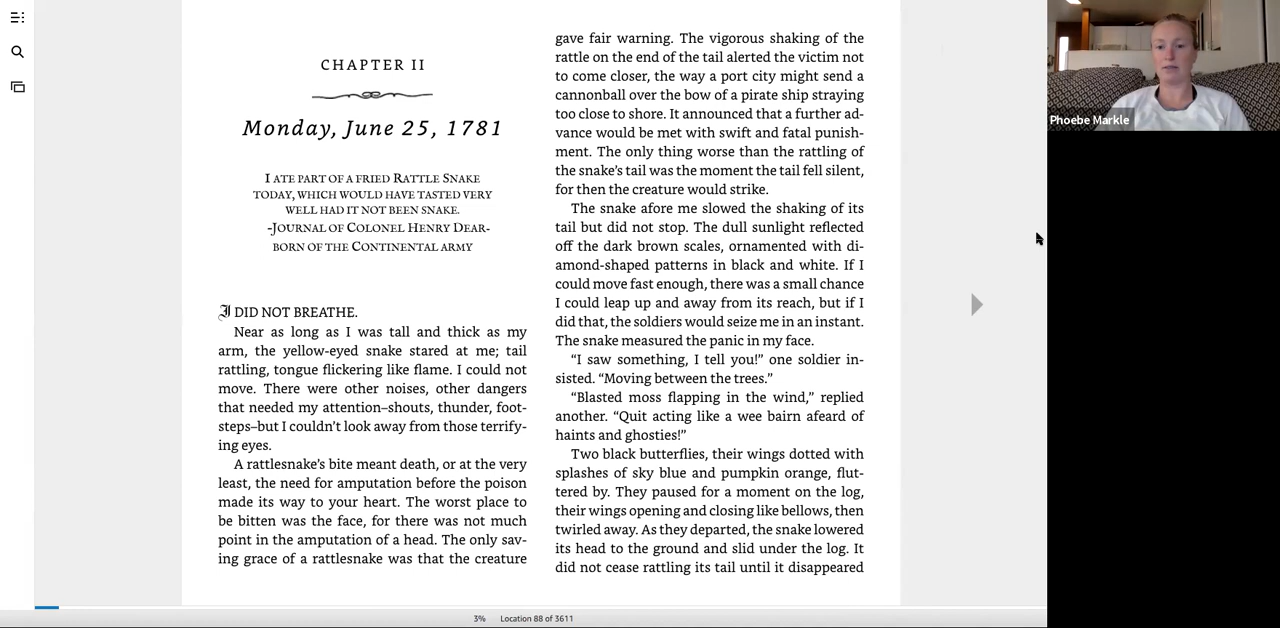 CHAPTER II
Monday, June 25, 1781
I ATE PART OF A FRIED RATTLE SNAKE
TODAY, WHICH WOULD HAVE TASTED VERY
WELL HAD IT NOT BEEN SNAKE.
-JOURNAL OF COLONEL HENRY DEAR-
BORN OF THE CONTINENTAL ARMY
I DID NOT BREATHE.
Near as long as I was tall and thick as my
arm, the yellow-eyed snake stared at me; tail
rattling, tongue flickering like flame. I could not
move. There were other noises, other dangers
that needed my attention–shouts, thunder, foot-
steps–but I couldn't look away from those terrify-
ing eyes.
A rattlesnake's bite meant death, or at the very
least, the need for amputation before the poison
made its way to your heart. The worst place to
be bitten was the face, for there was not much
point in the amputation of a head. The only sav-
ing grace of a rattlesnake was that the creature
gave fair warning. The vigorous shaking of the
rattle on the end of the tail alerted the victim not
to come closer, the way a port city might send a
cannonball over the bow of a pirate ship straying
too close to shore. It announced that a further ad-
vance would be met with swift and fatal punish-
ment. The only thing worse than the rattling of
the snake's tail was the moment the tail fell silent,
for then the creature would strike.
The snake afore me slowed the shaking of its
tail but did not stop. The dull sunlight reflected
off the dark brown scales, ornamented with di-
amond-shaped patterns in black and white. If I
could move fast enough, there was a small chance
I could leap up and away from its reach, but if I
did that, the soldiers would seize me in an instant.
The snake measured the panic in my face.
"I saw something, I tell you!" one soldier in-
sisted. "Moving between the trees."
"Blasted moss flapping in the wind," replied
another. "Quit acting like a wee bairn afeard of
haints and ghosties!"
Two black butterflies, their wings dotted with
splashes of sky blue and pumpkin orange, flut-
tered by. They paused for a moment on the log,
their wings opening and closing like bellows, then
twirled away. As they departed, the snake lowered
its head to the ground and slid under the log. It
did not cease rattling its tail until it disappeared
3% Location 88 of 3611
Phoebe Markle